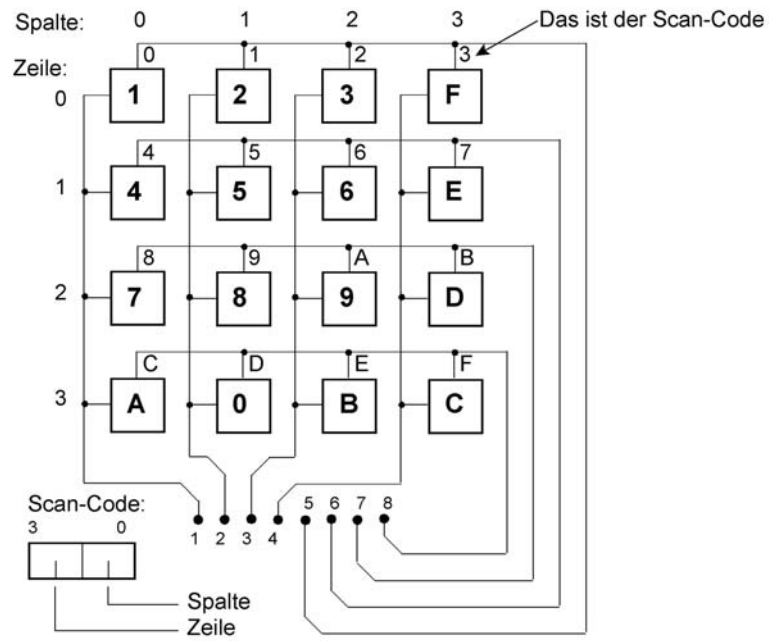 Spalte: 0 1 2 3 Das ist der Scan-Code
Zeile: 0 1 2 3
0 1 2 3 F
4 5 6 7
1 4 5 6 E
8 9 A B
2 7 8 9 D
C D E F
3 A 0 B C
Scan-Code: 5 6 7 8
3 0 1 2 3 4
Spalte
Zeile